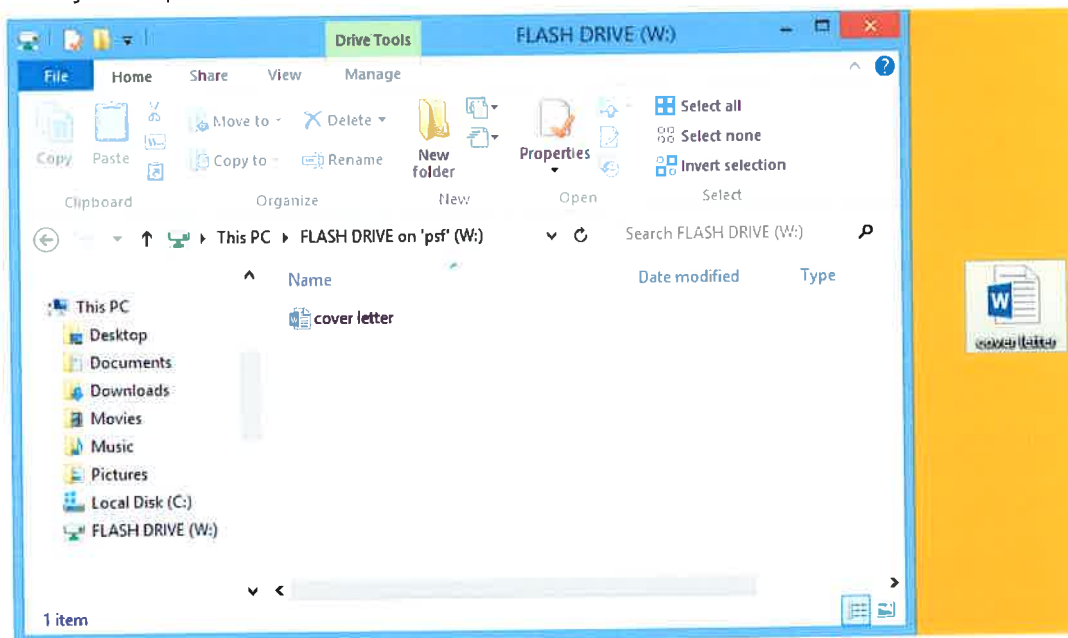 Drive Tools
FLASH DRIVE (W:)
File Home Share View Manage
Copy Paste Move to Copy to Delete Rename New folder Properties Select all
Select none
Invert selection
Clipboard Organize New Open Select
This PC FLASH DRIVE on 'psf' (W:) Search FLASH DRIVE (W:)
Name Date modified Type
cover letter
This PC
Desktop
Documents
Downloads
Movies
Music
Pictures
Local Disk (C:)
FLASH DRIVE (W:)
1 item
cover letter